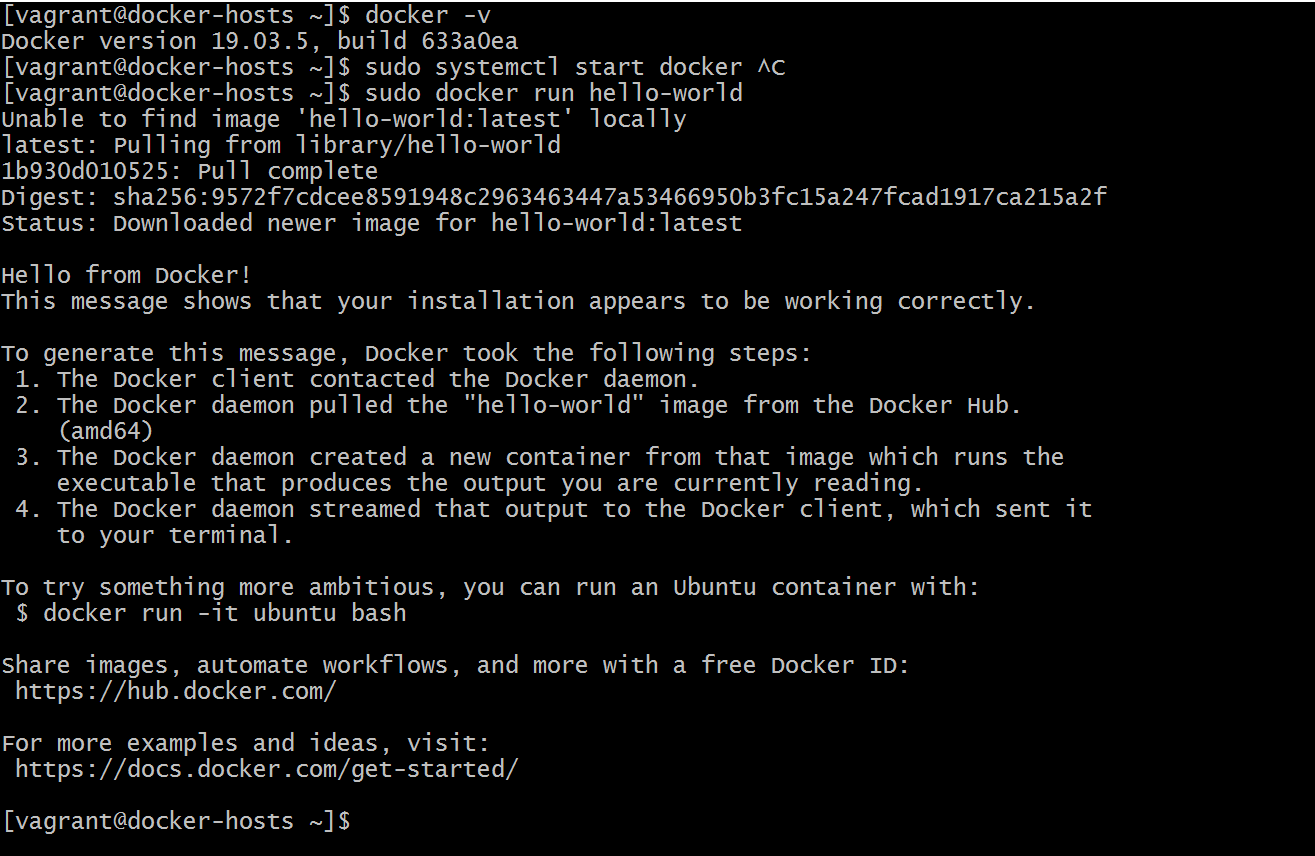 [vagrant@docker-hosts ~]$ docker -v
Docker version 19.03.5, build 633a0ea
[vagrant@docker-hosts ~]$ sudo systemctl start docker ^C
[vagrant@docker-hosts ~]$ sudo docker run hello-world
Unable to find image 'hello-world:latest' locally
latest: Pulling from library/hello-world
1b930d010525: Pull complete
Digest: sha256:9572f7cdcee8591948c2963463447a53466950b3fc15a247fcad1917ca215a2f
Status: Downloaded newer image for hello-world:latest

Hello from Docker!
This message shows that your installation appears to be working correctly.

To generate this message, Docker took the following steps:
 1. The Docker client contacted the Docker daemon.
 2. The Docker daemon pulled the "hello-world" image from the Docker Hub.
    (amd64)
 3. The Docker daemon created a new container from that image which runs the
    executable that produces the output you are currently reading.
 4. The Docker daemon streamed that output to the Docker client, which sent it
    to your terminal.

To try something more ambitious, you can run an Ubuntu container with:
 $ docker run -it ubuntu bash

Share images, automate workflows, and more with a free Docker ID:
 https://hub.docker.com/

For more examples and ideas, visit:
 https://docs.docker.com/get-started/

[vagrant@docker-hosts ~]$